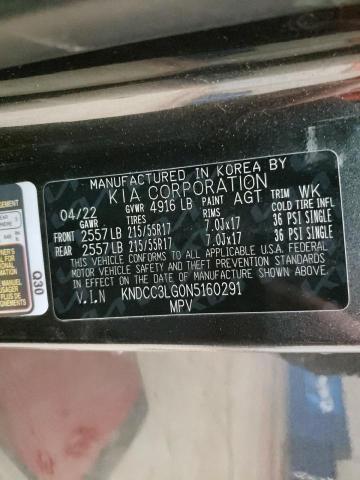 MANUFACTURED IN KOREA BY
KIA CORPORATION
04/22 GVWR 4916 LB PAINT AGT TRIM WK
GAWR TIRES RIMS COLD TIRE INFL
FRONT 2557 LB 215/55R17 7.0JX17 36 PSI SINGLE
REAR 2557 LB 215/55R17 7.0JX17 36 PSI SINGLE
THIS VEHICLE CONFORMS TO ALL APPLICABLE U.S.A. FEDERAL
MOTOR VEHICLE SAFETY, BUMPER, AND THEFT PREVENTION STANDARDS
IN EFFECT ON THE DATE OF MANUFACTURE SHOWN ABOVE.
V.I.N KNDCC3LG0N5160291
MPV
Q30